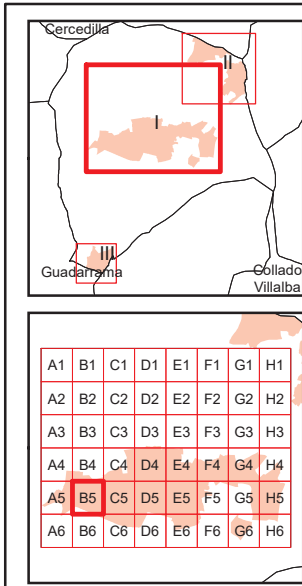 Cercedilla
II
I
III
Guadarrama
Collado
Villalba
A1 B1 C1 D1 E1 F1 G1 H1
A2 B2 C2 D2 E2 F2 G2 H2
A3 B3 C3 D3 E3 F3 G3 H3
A4 B4 C4 D4 E4 F4 G4 H4
A5 B5 C5 D5 E5 F5 G5 H5
A6 B6 C6 D6 E6 F6 G6 H6